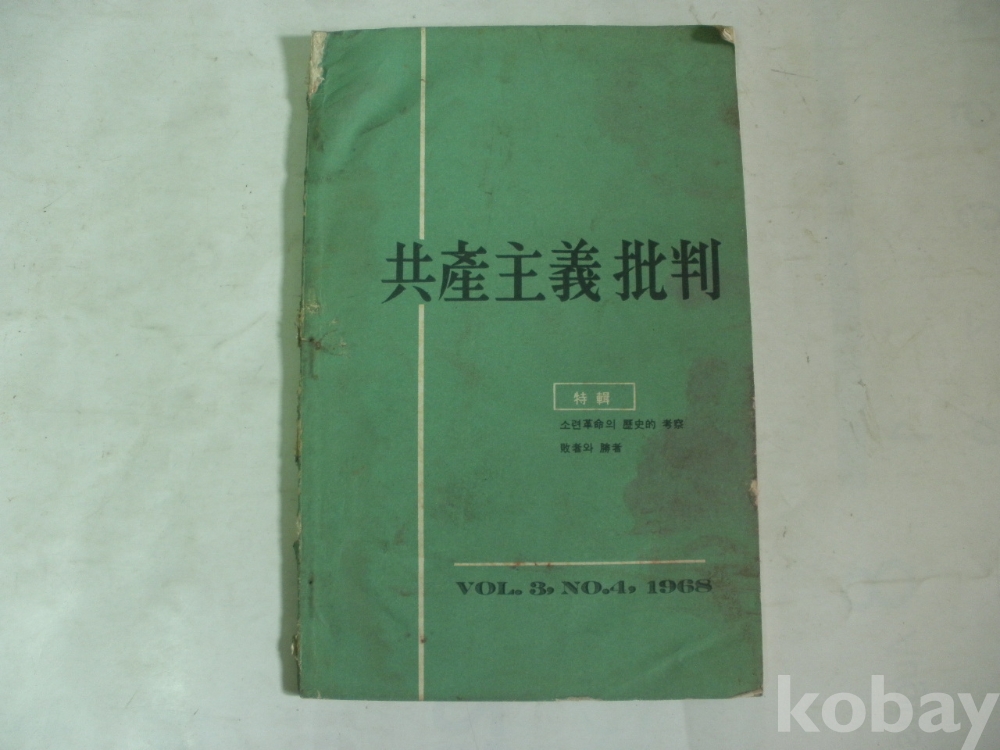 共產主義 批判
特輯
소련革命의 歷史的 考察
敗者와 勝者
VOL. 3, NO.4, 1968
kobay